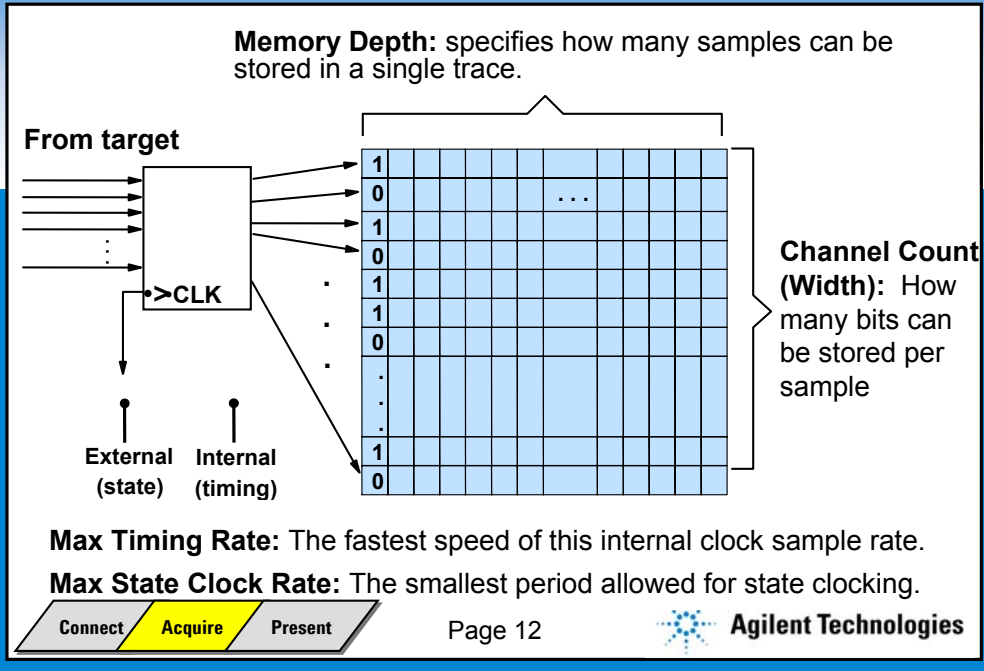 Memory Depth: specifies how many samples can be
stored in a single trace.
From target
1
0 . . .
1
0
1
1
0
.
.
.
1
0
>CLK
Channel Count
(Width): How
many bits can
be stored per
sample
External
(state)
Internal
(timing)
Max Timing Rate: The fastest speed of this internal clock sample rate.
Max State Clock Rate: The smallest period allowed for state clocking.
Connect Acquire Present
Page 12
Agilent Technologies